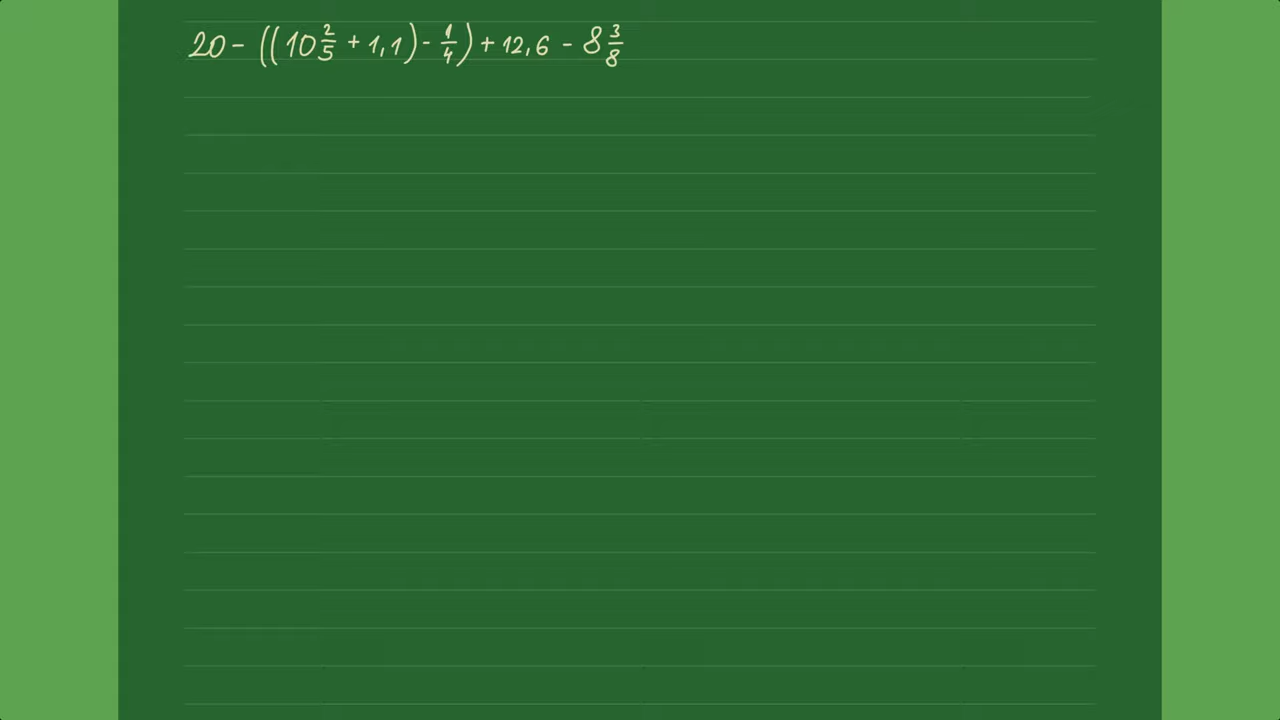 20 - ((10 2/5 + 1,1) - 1/4) + 12,6 - 8 3/8